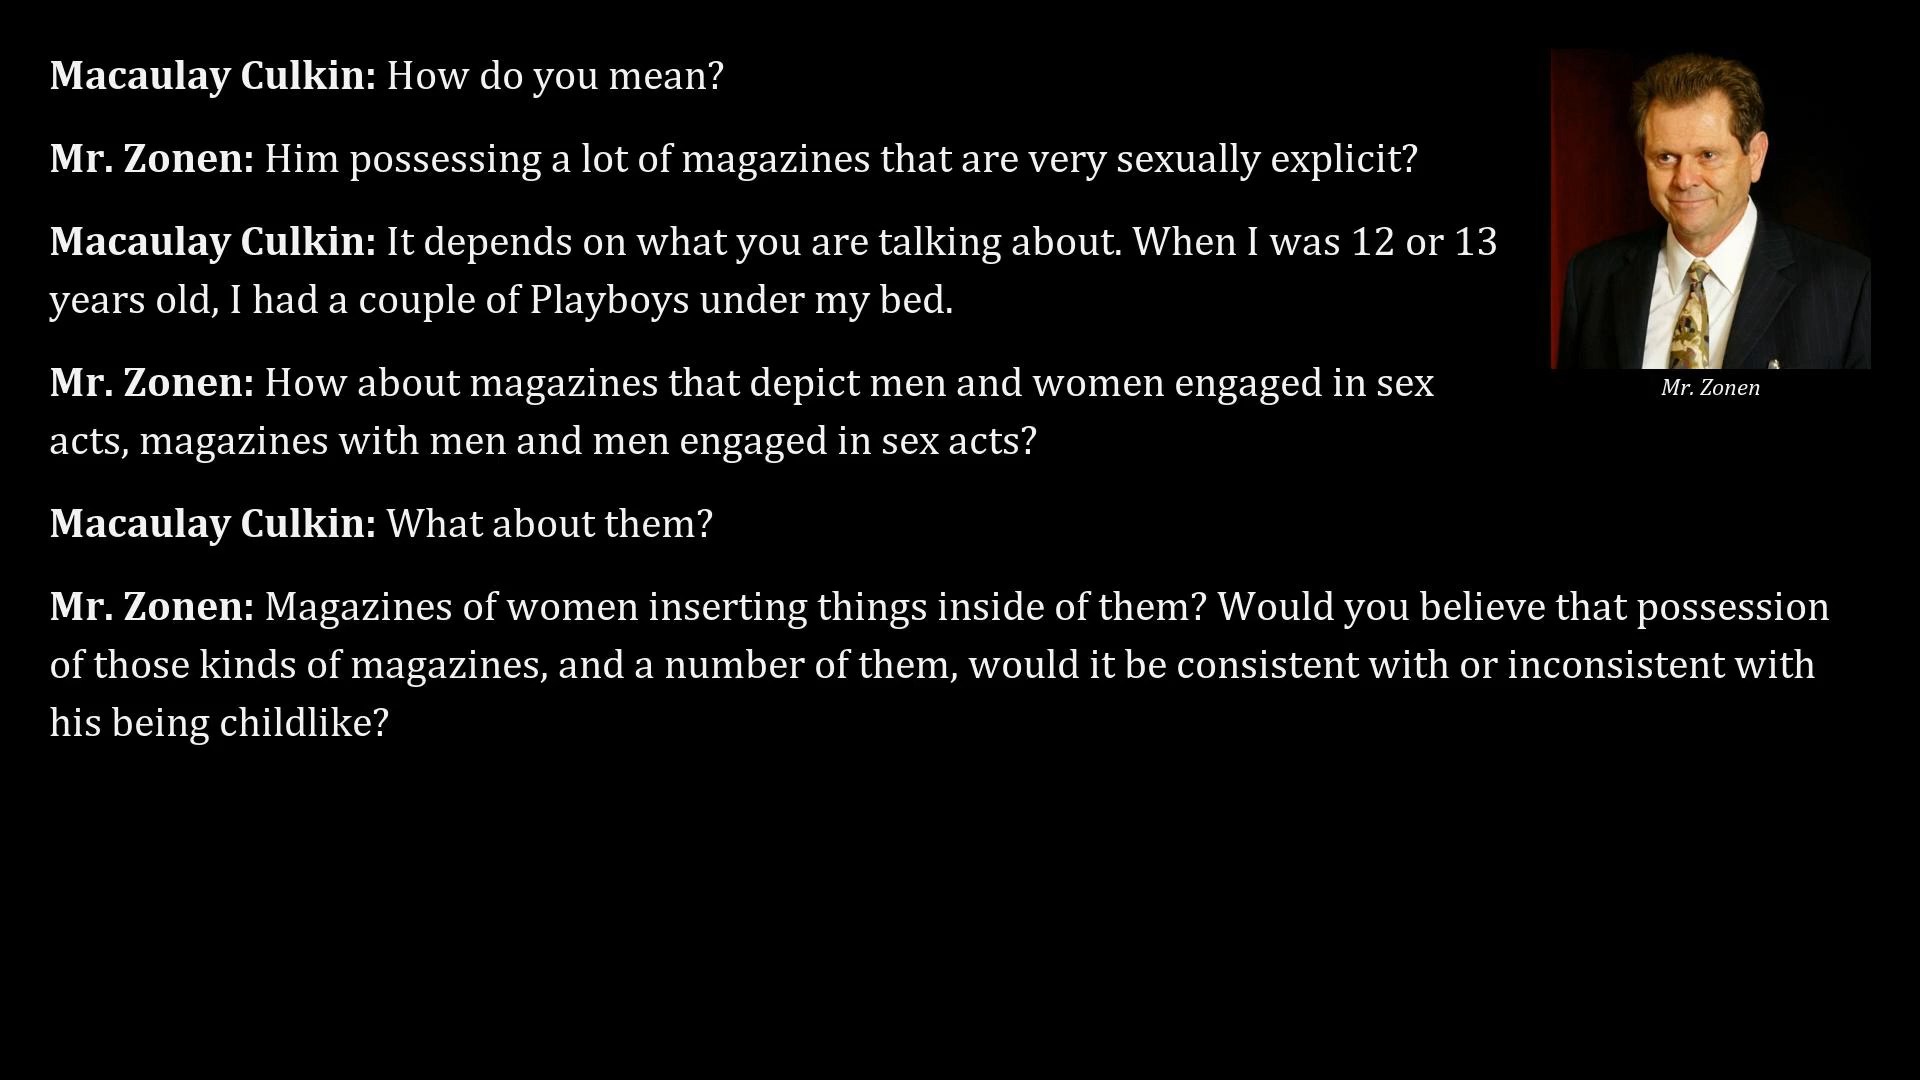 Macaulay Culkin: How do you mean?
Mr. Zonen: Him possessing a lot of magazines that are very sexually explicit?
Macaulay Culkin: It depends on what you are talking about. When I was 12 or 13
years old, I had a couple of Playboys under my bed.
Mr. Zonen: How about magazines that depict men and women engaged in sex
acts, magazines with men and men engaged in sex acts?
Mr. Zonen
Macaulay Culkin: What about them?
Mr. Zonen: Magazines of women inserting things inside of them? Would you believe that possession
of those kinds of magazines, and a number of them, would it be consistent with or inconsistent with
his being childlike?